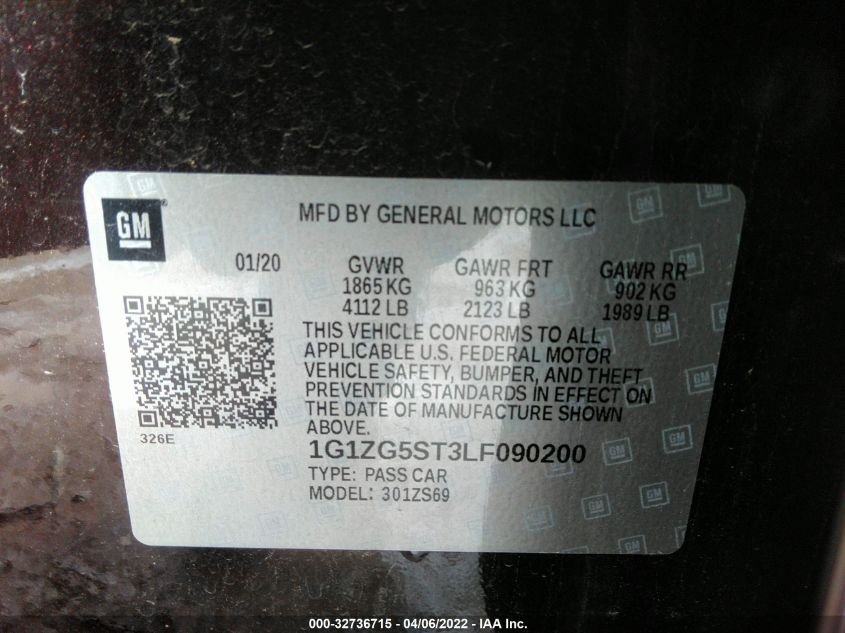 GM
MFD BY GENERAL MOTORS LLC
01/20 GVWR GAWR FRT GAWR RR
1865 KG 963 KG 902 KG
4112 LB 2123 LB 1989 LB
THIS VEHICLE CONFORMS TO ALL
APPLICABLE U.S. FEDERAL MOTOR
VEHICLE SAFETY, BUMPER, AND THEFT
PREVENTION STANDARDS IN EFFECT ON
THE DATE OF MANUFACTURE SHOWN
ABOVE.
326E
1G1ZG5ST3LF090200
TYPE: PASS CAR
MODEL: 301ZS69
000-32736715 - 04/06/2022 - IAA Inc.